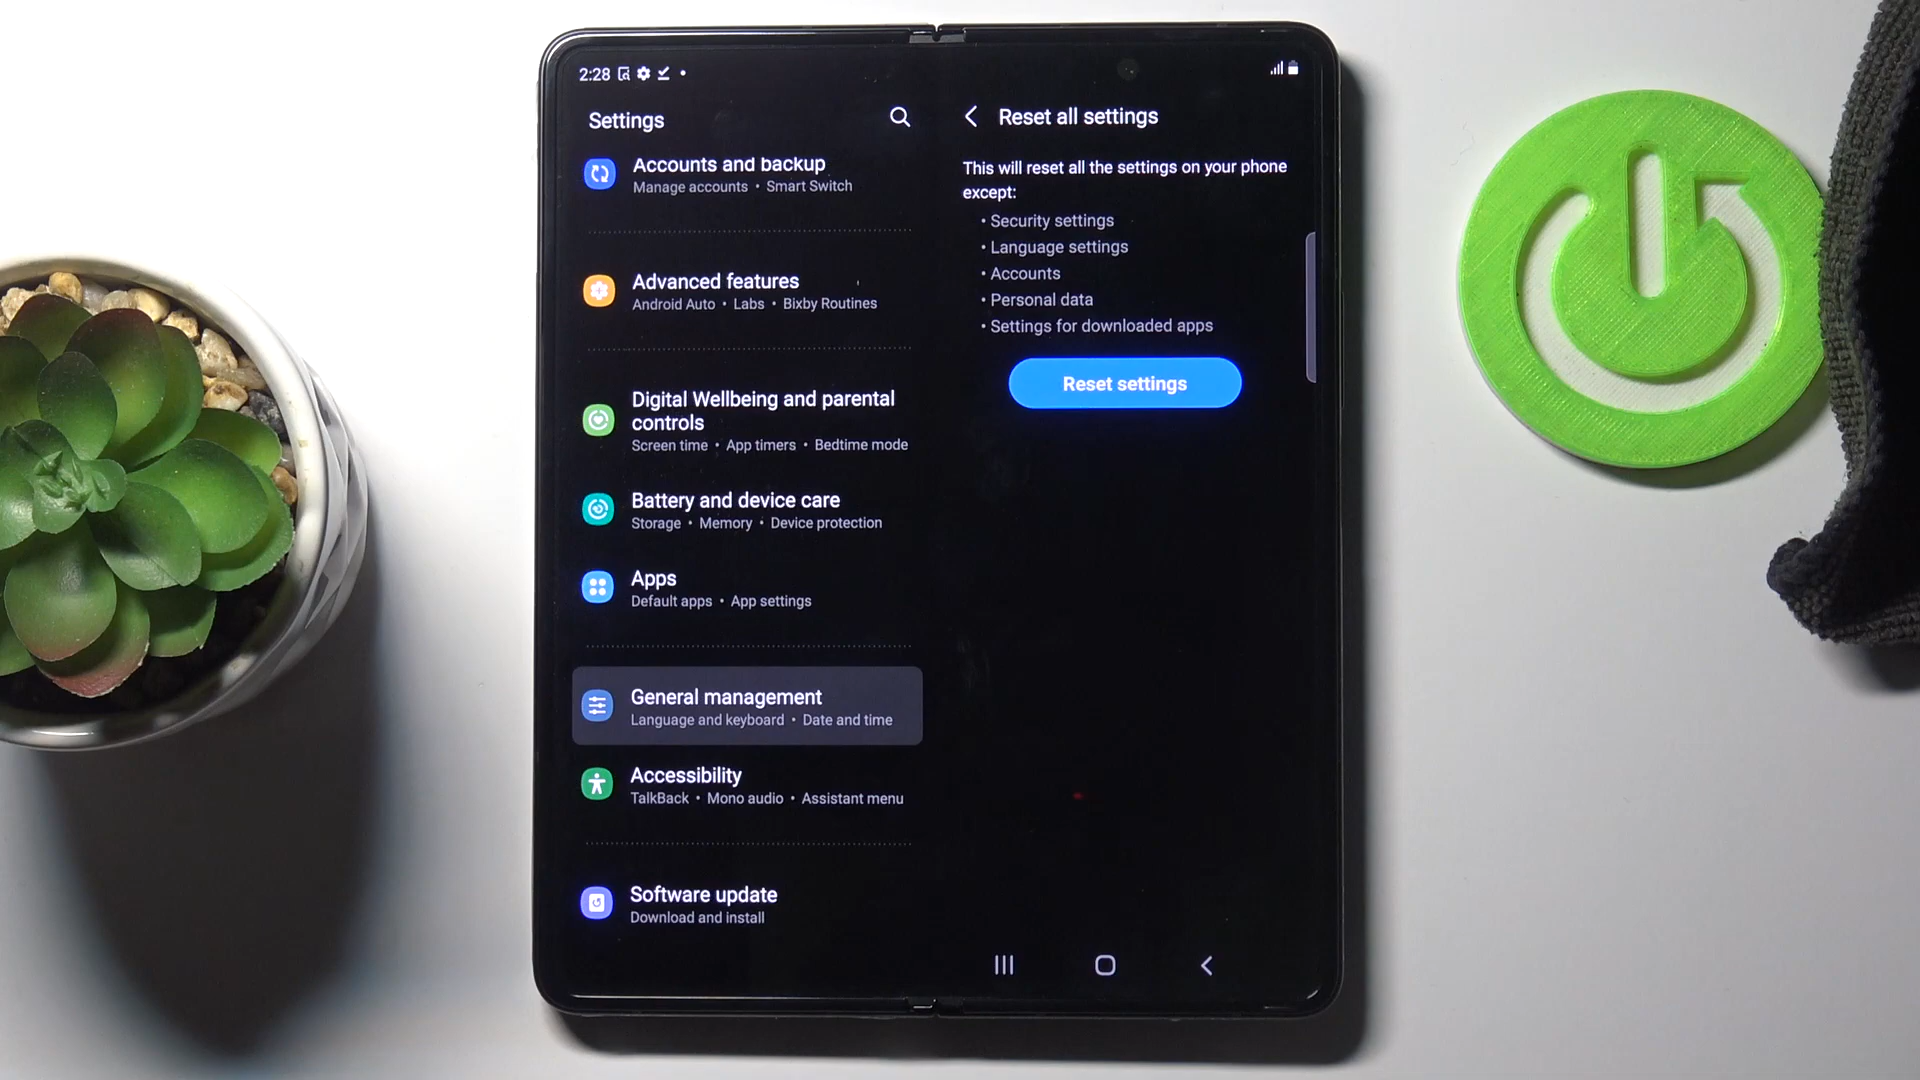 2:28
Settings
Accounts and backup
Manage accounts • Smart Switch
Advanced features
Android Auto • Labs • Bixby Routines
Digital Wellbeing and parental
controls
Screen time • App timers • Bedtime mode
Battery and device care
Storage • Memory • Device protection
Apps
Default apps • App settings
General management
Language and keyboard • Date and time
Accessibility
TalkBack • Mono audio • Assistant menu
Software update
Download and install
Reset all settings
This will reset all the settings on your phone
except:
• Security settings
• Language settings
• Accounts
• Personal data
• Settings for downloaded apps
Reset settings